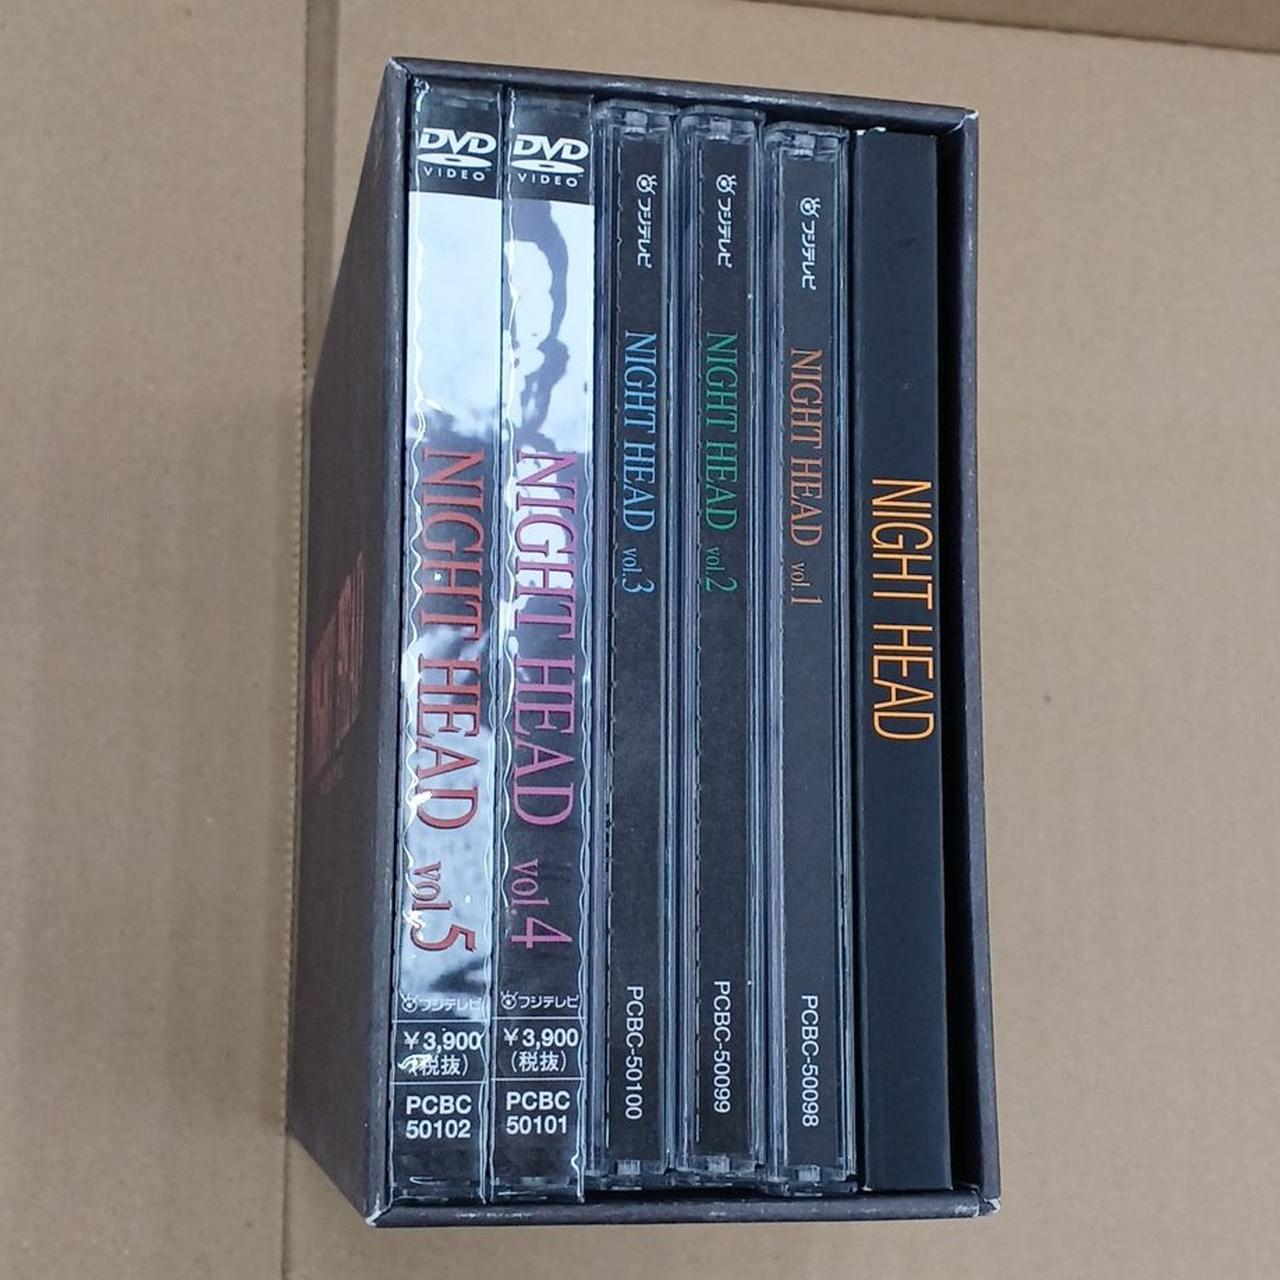 DVD
VIDEO
NIGHT HEAD vol.5
フジテレビ
￥3,900
(税抜)
PCBC
50102
DVD
VIDEO
NIGHT HEAD vol.4
フジテレビ
￥3,900
(税抜)
PCBC
50101
フジテレビ
NIGHT HEAD vol.3
PCBC-50100
フジテレビ
NIGHT HEAD vol.2
PCBC-50099
フジテレビ
NIGHT HEAD vol.1
PCBC-50098
NIGHT HEAD